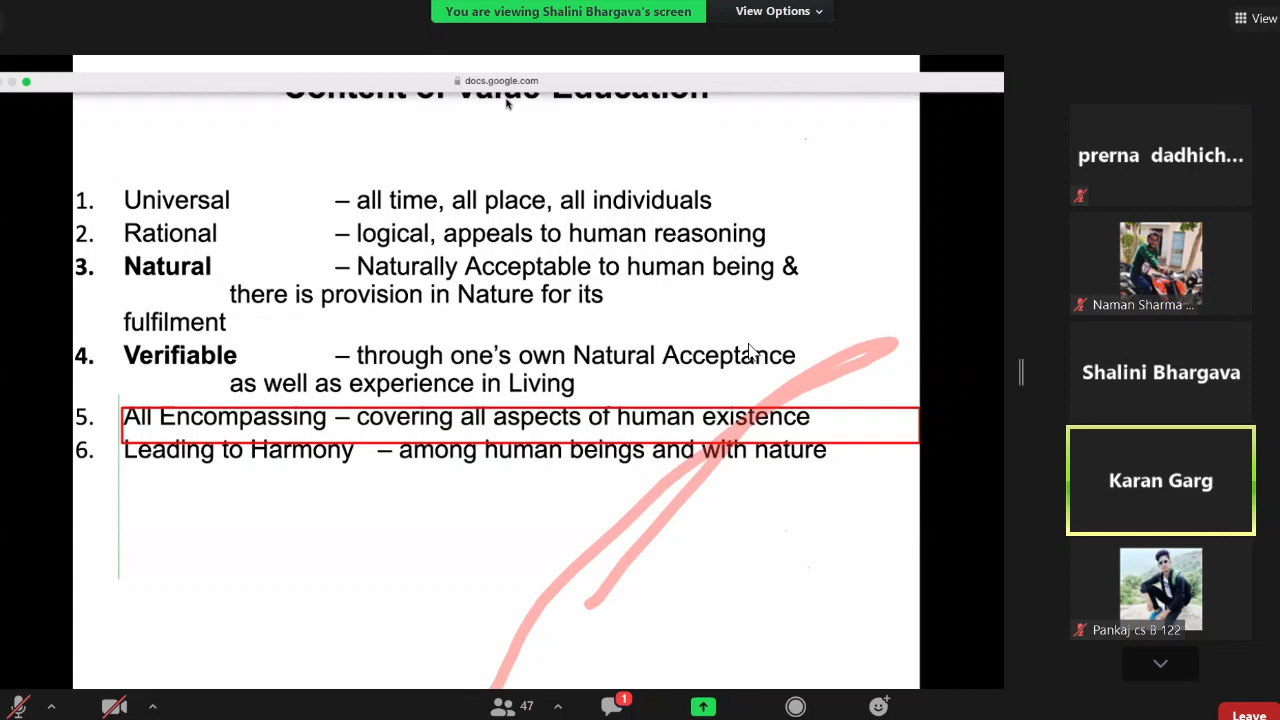 You are viewing Shalini Bhargava's screen
View Options
View
docs.google.com
Content of Value Education
1. Universal – all time, all place, all individuals
2. Rational – logical, appeals to human reasoning
3. Natural – Naturally Acceptable to human being &
there is provision in Nature for its
fulfilment
4. Verifiable – through one's own Natural Acceptance
as well as experience in Living
5. All Encompassing – covering all aspects of human existence
6. Leading to Harmony – among human beings and with nature
prerna dadhich...
Naman Sharma ...
Shalini Bhargava
Karan Garg
Pankaj cs B 122
47
1
Leave